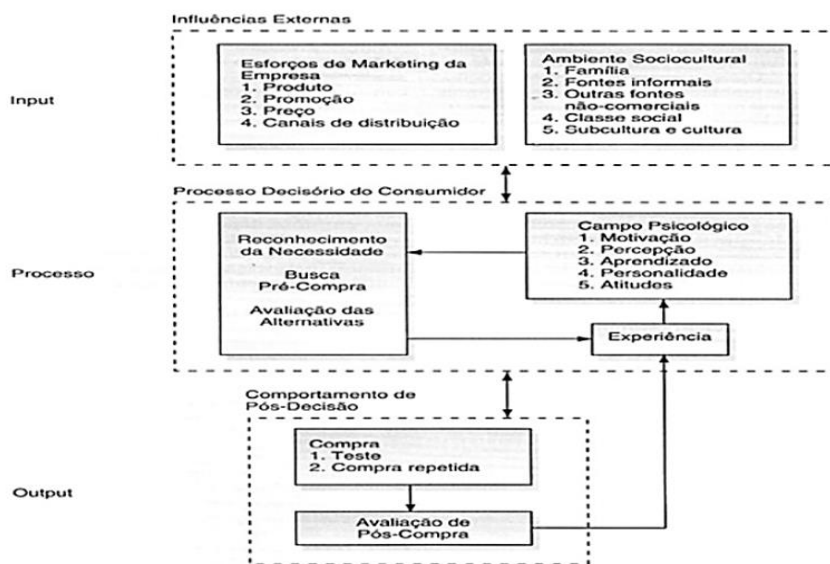 Influências Externas
Input
Esforços de Marketing da
Empresa
1. Produto
2. Promoção
3. Preço
4. Canais de distribuição
Ambiente Sociocultural
1. Família
2. Fontes informais
3. Outras fontes
não-comerciais
4. Classe social
5. Subcultura e cultura
Processo Decisório do Consumidor
Processo
Reconhecimento
da Necessidade
Busca
Pré-Compra
Avaliação das
Alternativas
Campo Psicológico
1. Motivação
2. Percepção
3. Aprendizado
4. Personalidade
5. Atitudes
Experiência
Comportamento de
Pós-Decisão
Output
Compra
1. Teste
2. Compra repetida
Avaliação de
Pós-Compra